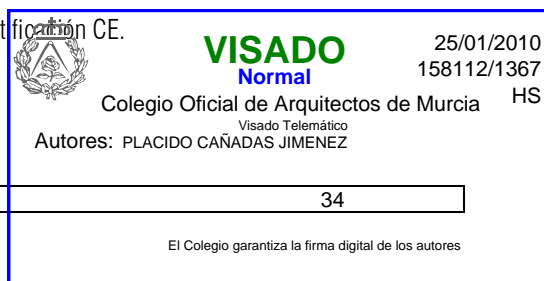 tificación CE.
VISADO
Normal
25/01/2010
158112/1367
HS
Colegio Oficial de Arquitectos de Murcia
Visado Telemático
Autores: PLACIDO CAÑADAS JIMENEZ
34
El Colegio garantiza la firma digital de los autores